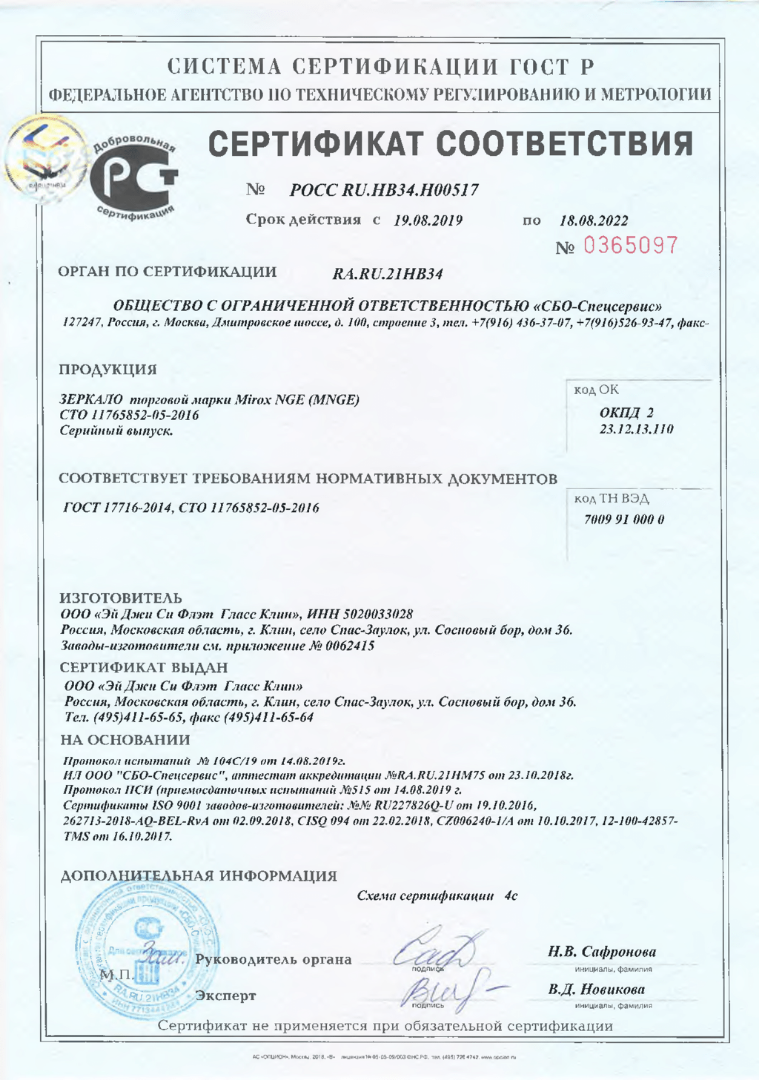 СИСТЕМА СЕРТИФИКАЦИИ ГОСТ Р
ФЕДЕРАЛЬНОЕ АГЕНТСТВО ПО ТЕХНИЧЕСКОМУ РЕГУЛИРОВАНИЮ И МЕТРОЛОГИИ
Добровольная
сертификация
СЕРТИФИКАТ СООТВЕТСТВИЯ
№ РОСС RU.НВ34.Н00517
Срок действия с 19.08.2019 по 18.08.2022
№ 0365097
ОРГАН ПО СЕРТИФИКАЦИИ RA.RU.21НВ34
ОБЩЕСТВО С ОГРАНИЧЕННОЙ ОТВЕТСТВЕННОСТЬЮ «СБО-Спецсервис»
127247, Россия, г. Москва, Дмитровское шоссе, д. 100, строение 3, тел. +7(916) 436-37-07, +7(916)526-93-47, факс-
ПРОДУКЦИЯ
ЗЕРКАЛО торговой марки Mirox NGE (MNGE)
СТО 11765852-05-2016
Серийный выпуск.
код ОК
ОКПД 2
23.12.13.110
СООТВЕТСТВУЕТ ТРЕБОВАНИЯМ НОРМАТИВНЫХ ДОКУМЕНТОВ
ГОСТ 17716-2014, СТО 11765852-05-2016
код ТН ВЭД
7009 91 000 0
ИЗГОТОВИТЕЛЬ
ООО «Эй Джи Си Флэт Гласс Клин», ИНН 5020033028
Россия, Московская область, г. Клин, село Спас-Заулок, ул. Сосновый бор, дом 36.
Заводы-изготовители см. приложение № 0062415
СЕРТИФИКАТ ВЫДАН
ООО «Эй Джи Си Флэт Гласс Клин»
Россия, Московская область, г. Клин, село Спас-Заулок, ул. Сосновый бор, дом 36.
Тел. (495)411-65-65, факс (495)411-65-64
НА ОСНОВАНИИ
Протокол испытаний № 104С/19 от 14.08.2019г.
ИЛ ООО "СБО-Спецсервис", аттестат аккредитации №RA.RU.21НМ75 от 23.10.2018г.
Протокол ПСИ (приемосдаточных испытаний №515 от 14.08.2019 г.
Сертификаты ISO 9001 заводов-изготовителей: №№ RU227826Q-U от 19.10.2016,
262713-2018-AQ-BEL-RvA от 02.09.2018, CISQ 094 от 22.02.2018, CZ006240-1/A от 10.10.2017, 12-100-42857-
TMS от 16.10.2017.
ДОПОЛНИТЕЛЬНАЯ ИНФОРМАЦИЯ
Схема сертификации 4с
М.П.
RA.RU.21НВ34
Зам. Руководитель органа
подпись
Н.В. Сафронова
инициалы, фамилия
Эксперт
подпись
В.Д. Новикова
инициалы, фамилия
Сертификат не применяется при обязательной сертификации